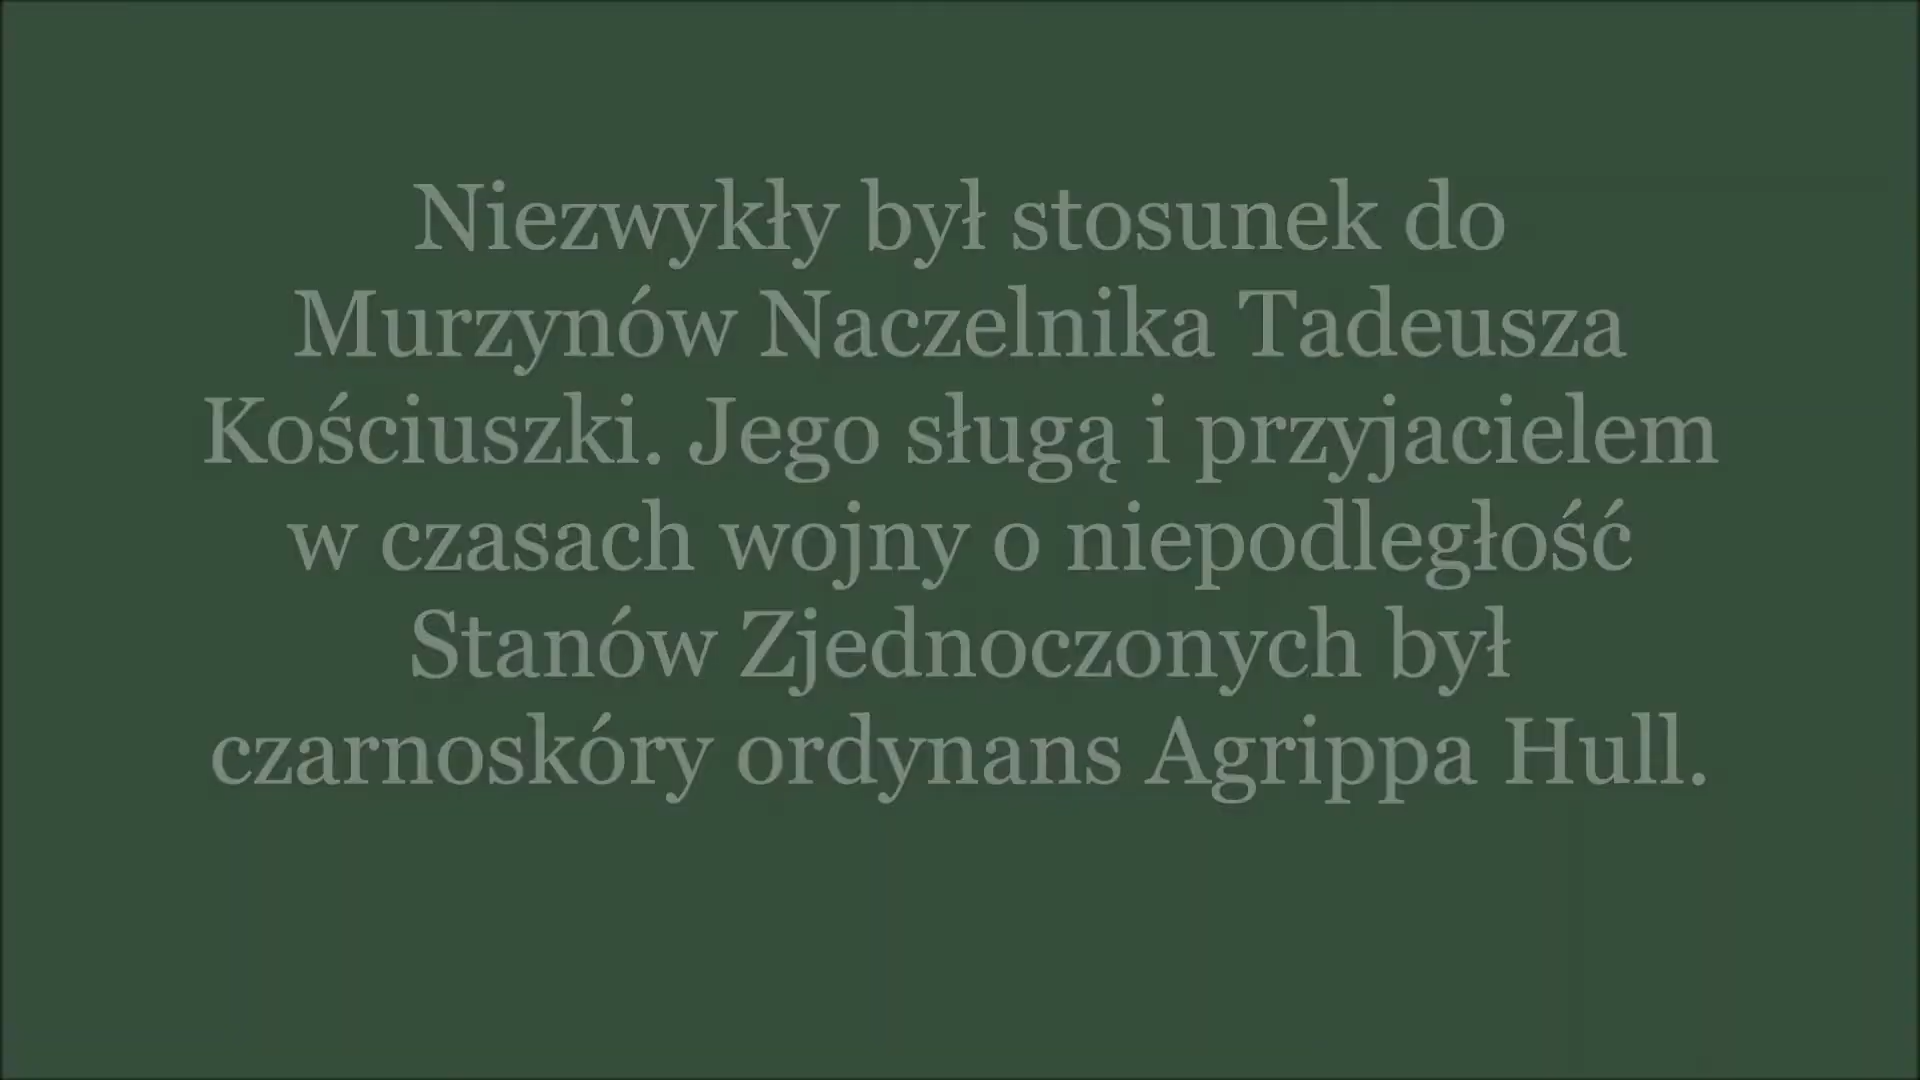 Niezwykły był stosunek do
Murzynów Naczelnika Tadeusza
Kościuszki. Jego sługą i przyjacielem
w czasach wojny o niepodległość
Stanów Zjednoczonych był
czarnoskóry ordynans Agrippa Hull.